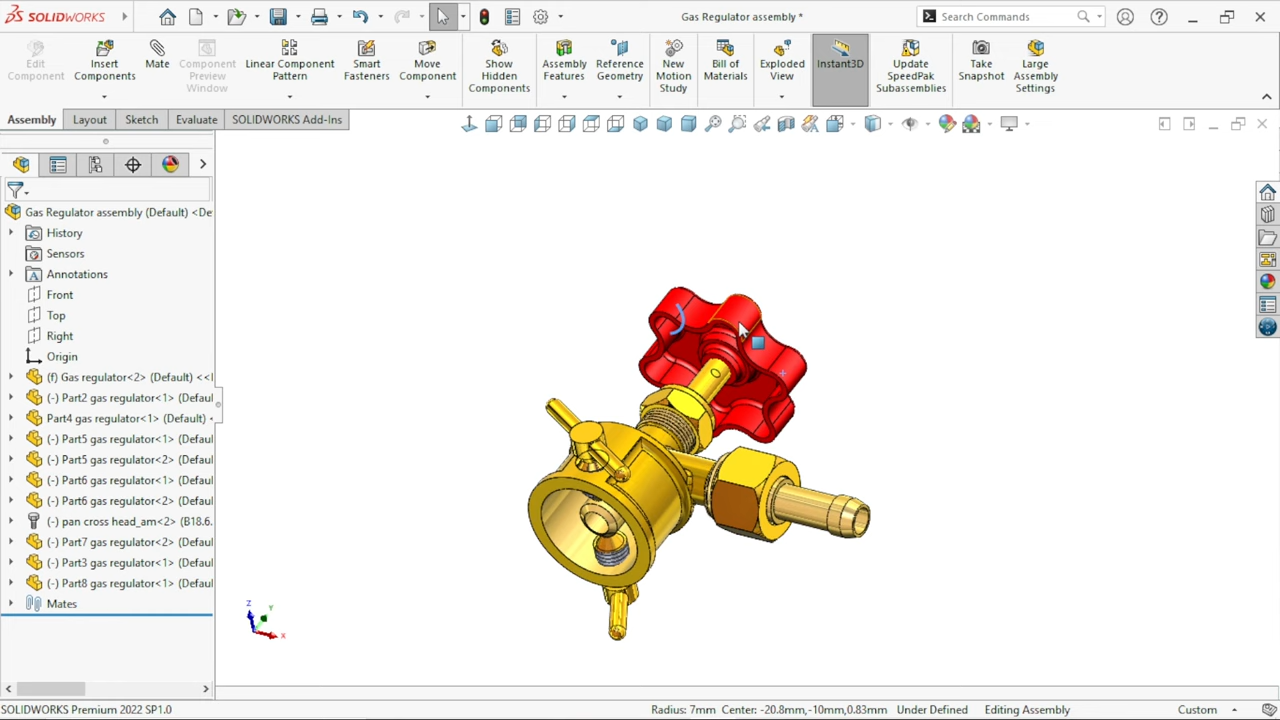 SOLIDWORKS
Gas Regulator assembly *
Search Commands
Edit Component
Insert Components
Mate
Component Preview Window
Linear Component Pattern
Smart Fasteners
Move Component
Show Hidden Components
Assembly Features
Reference Geometry
New Motion Study
Bill of Materials
Exploded View
Instant3D
Update SpeedPak Subassemblies
Take Snapshot
Large Assembly Settings
Assembly
Layout
Sketch
Evaluate
SOLIDWORKS Add-Ins
Gas Regulator assembly (Default) <De
History
Sensors
Annotations
Front
Top
Right
Origin
(f) Gas regulator<2> (Default) <<
(-) Part2 gas regulator<1> (Defaul
Part4 gas regulator<1> (Default)
(-) Part5 gas regulator<1> (Defaul
(-) Part5 gas regulator<2> (Defaul
(-) Part6 gas regulator<1> (Defaul
(-) Part6 gas regulator<2> (Defaul
(-) pan cross head_am<2> (B18.6.
(-) Part7 gas regulator<2> (Defaul
(-) Part3 gas regulator<1> (Defaul
(-) Part8 gas regulator<1> (Defaul
Mates
Z
Y
X
SOLIDWORKS Premium 2022 SP1.0
Radius: 7mm Center: -20.8mm,-10mm,0.83mm
Under Defined
Editing Assembly
Custom